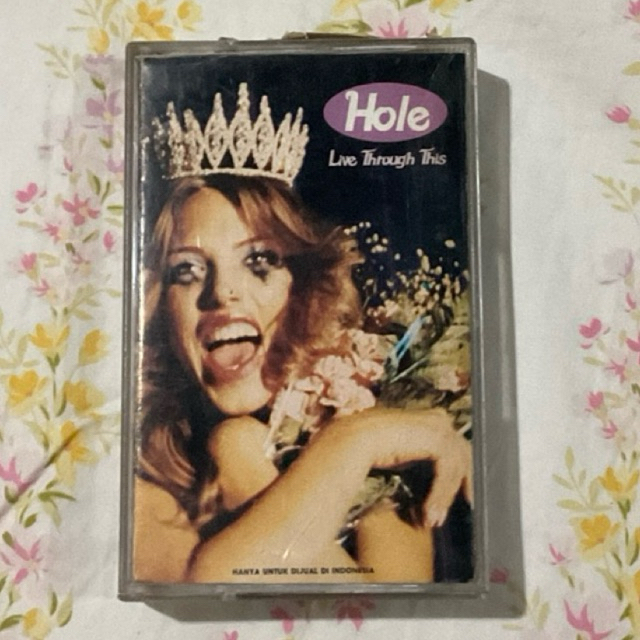 Hole
Live Through This
HANYA UNTUK DIJUAL DI INDONESIA